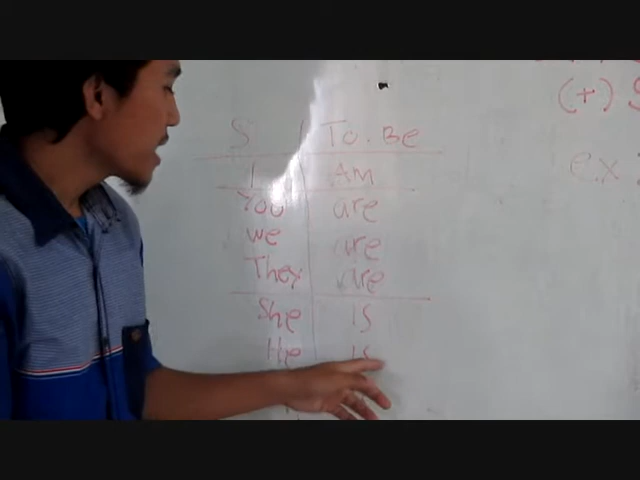 S To.BE
I AM
You are
we are
They are
She is
He is
(+) S
ex: